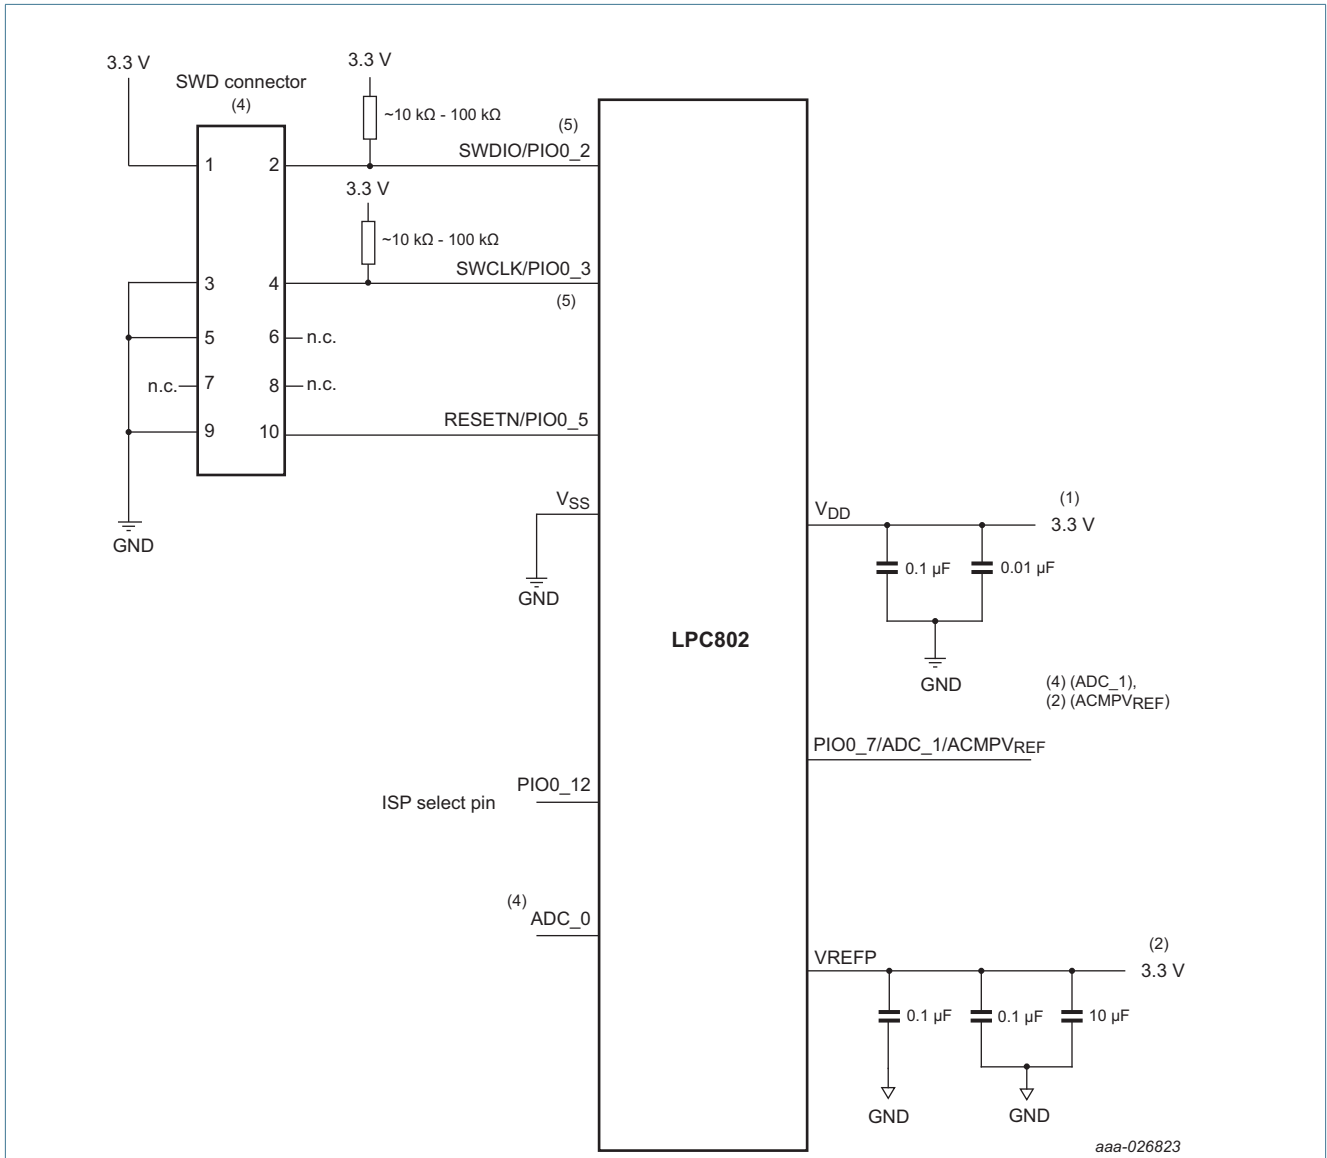 3.3 V
SWD connector
(4)
3.3 V
~10 kΩ - 100 kΩ
(5)
SWDIO/PIO0_2
1
2
3.3 V
~10 kΩ - 100 kΩ
SWCLK/PIO0_3
(5)
3
4
5
6
n.c.
n.c.
7
8
n.c.
9
10
RESETN/PIO0_5
GND
VSS
GND
LPC802
VDD
(1)
3.3 V
0.1 µF
0.01 µF
GND
(4) (ADC_1),
(2) (ACMPVREF)
PIO0_7/ADC_1/ACMPVREF
ISP select pin
PIO0_12
(4)
ADC_0
VREFP
(2)
3.3 V
0.1 µF
0.1 µF
10 µF
GND
GND
aaa-026823